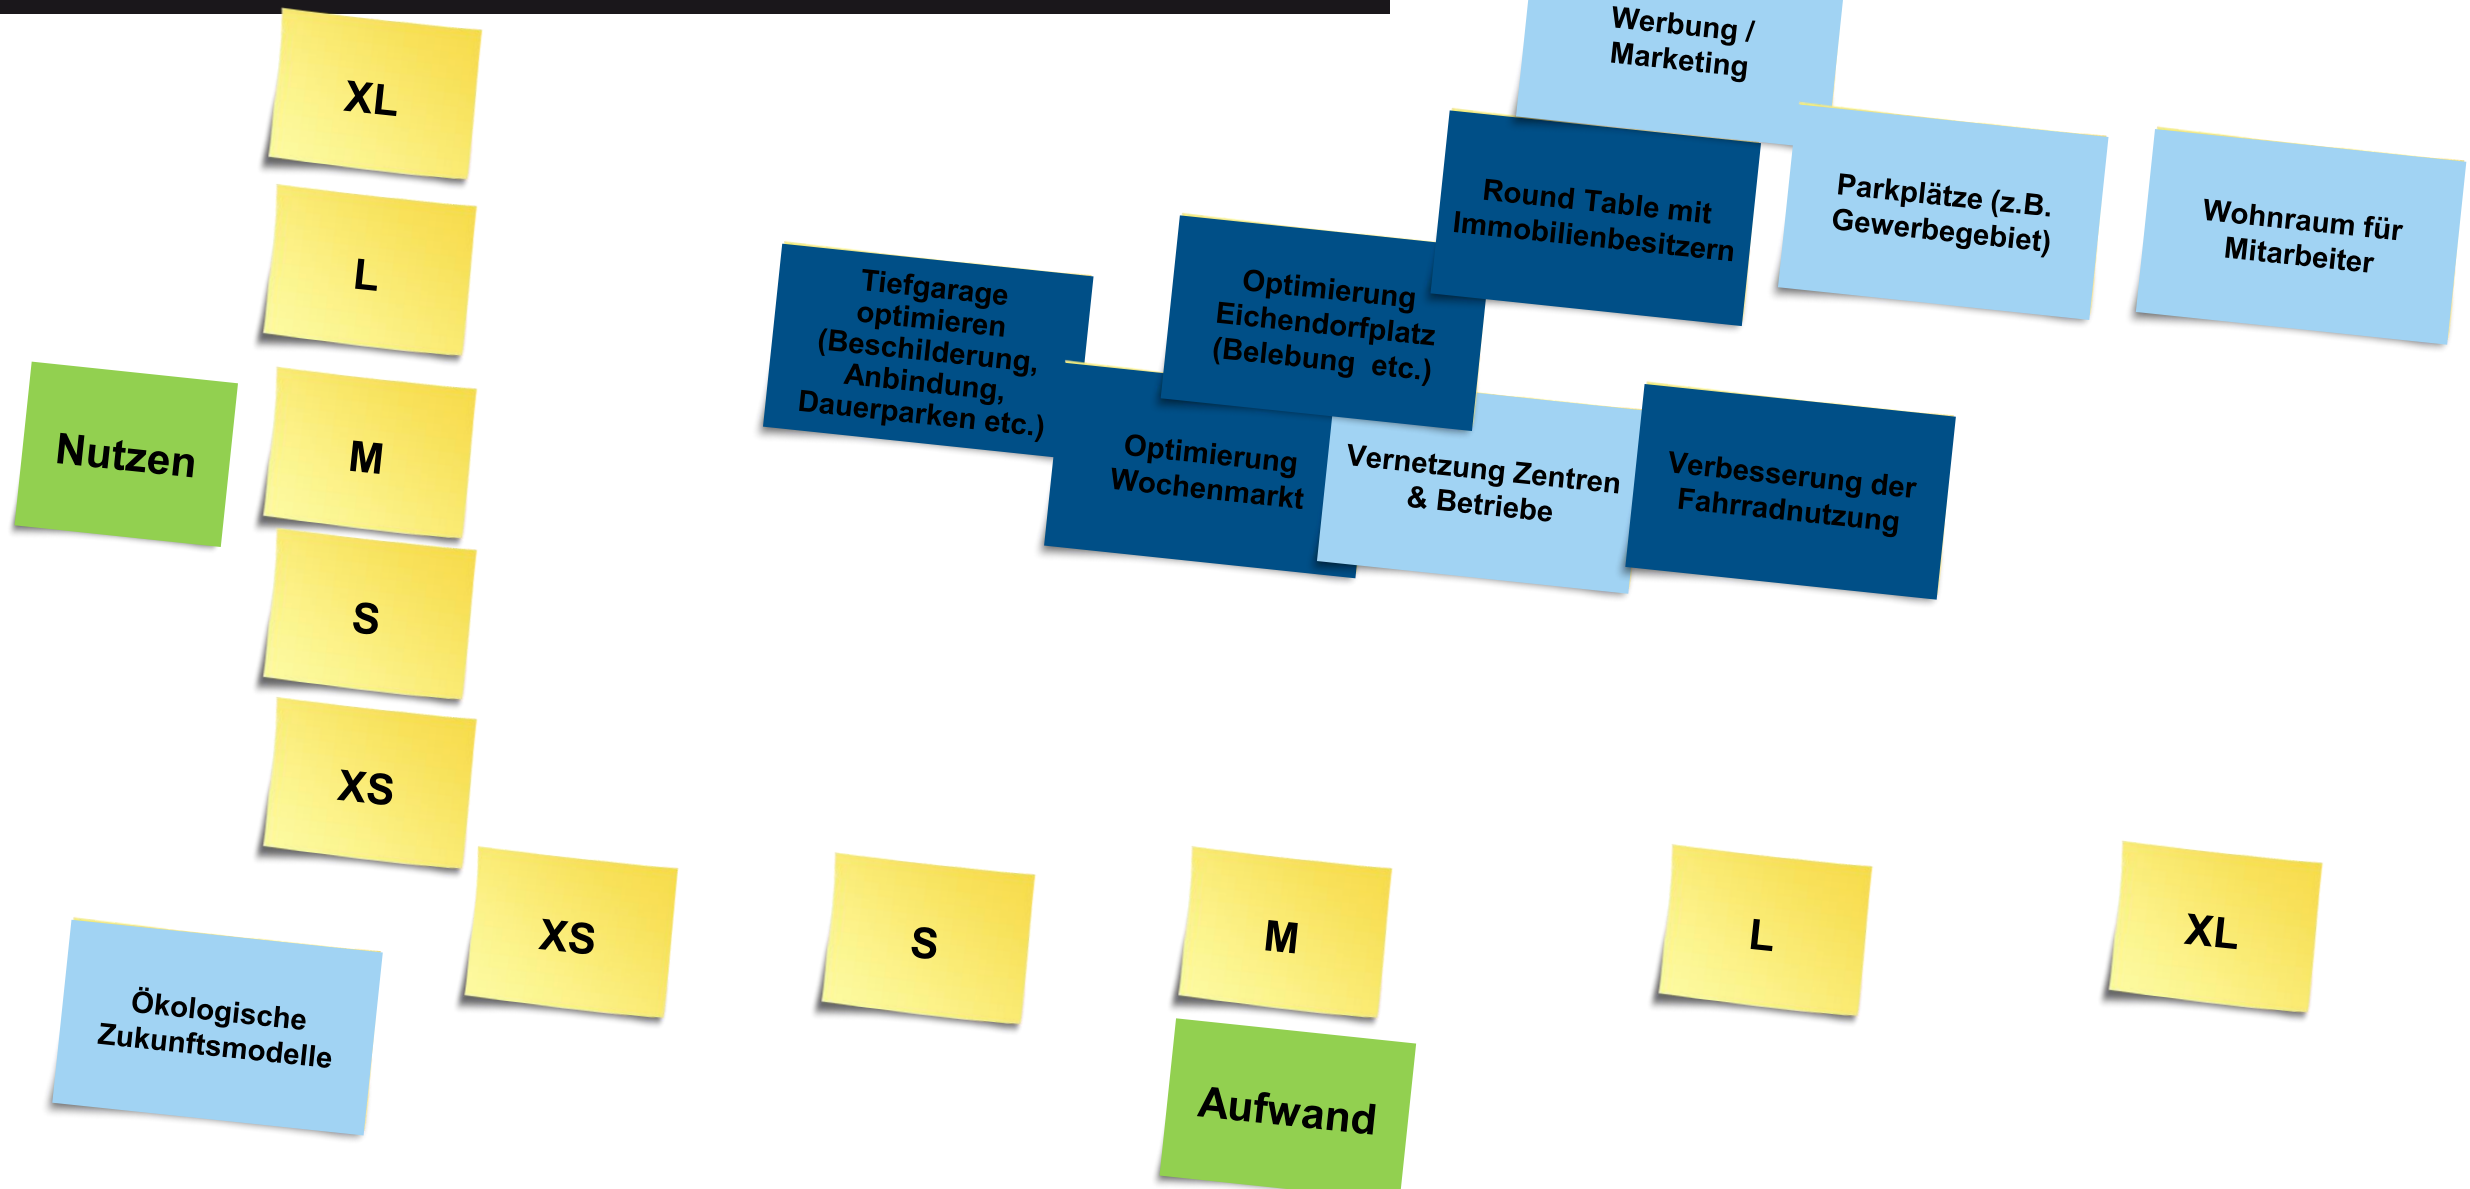 Werbung /
Marketing
XL
Round Table mit
Immobilienbesitzern
Parkplätze (z.B.
Gewerbegebiet)
Wohnraum für
Mitarbeiter
L
Tiefgarage
optimieren
(Beschilderung,
Anbindung,
Dauerparken etc.)
Optimierung
Eichendorfplatz
(Belebung etc.)
Nutzen
M
Optimierung
Wochenmarkt
Vernetzung Zentren
& Betriebe
Verbesserung der
Fahrradnutzung
S
XS
XS
S
M
L
XL
Ökologische
Zukunftsmodelle
Aufwand